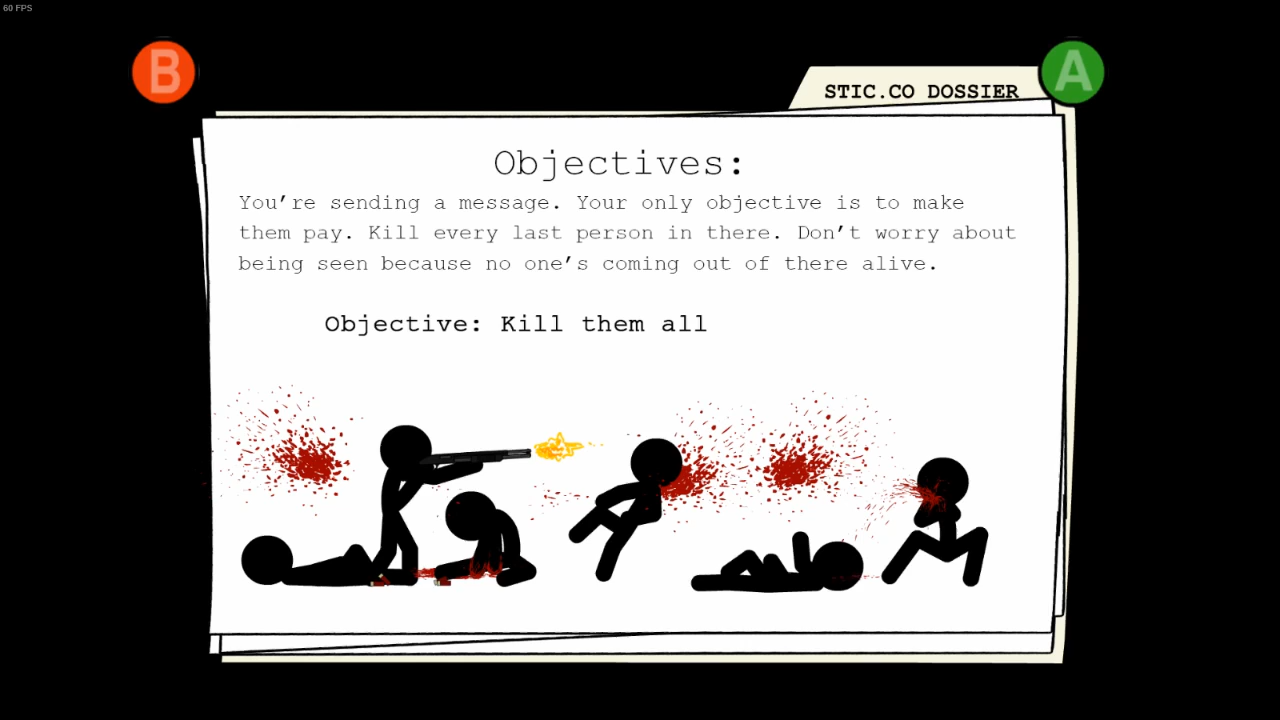 60 FPS
B
A
STIC.CO DOSSIER
Objectives:
You're sending a message. Your only objective is to make
them pay. Kill every last person in there. Don't worry about
being seen because no one's coming out of there alive.
Objective: Kill them all